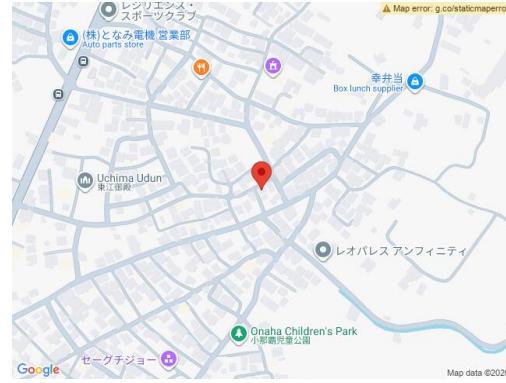 レジリエンス・
スポーツクラブ
Map error: g.co/staticmaperro
(株)となみ電機 営業部
Auto parts store
幸弁当
Box lunch supplier
Uchima Udun
東江御殿
レオパレス アンフィニティ
Onaha Children's Park
小那覇児童公園
セーグチジョー
Google
Map data ©2026